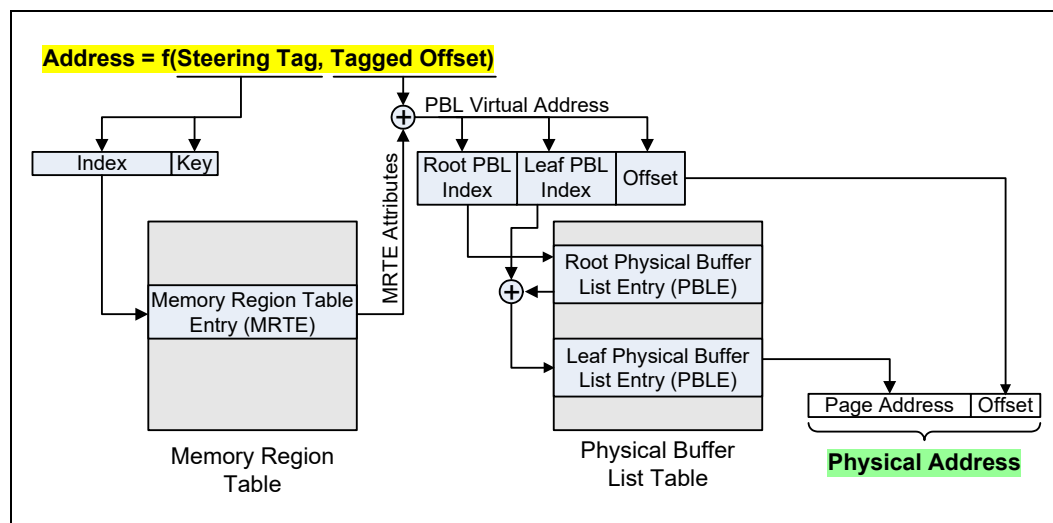 Address = f(Steering Tag, Tagged Offset)
PBL Virtual Address
Index
Key
Root PBL
Index
Leaf PBL
Index
Offset
MRTE Attributes
Root Physical Buffer
List Entry (PBLE)
Memory Region Table
Entry (MRTE)
Leaf Physical Buffer
List Entry (PBLE)
Page Address
Offset
Memory Region
Table
Physical Buffer
List Table
Physical Address